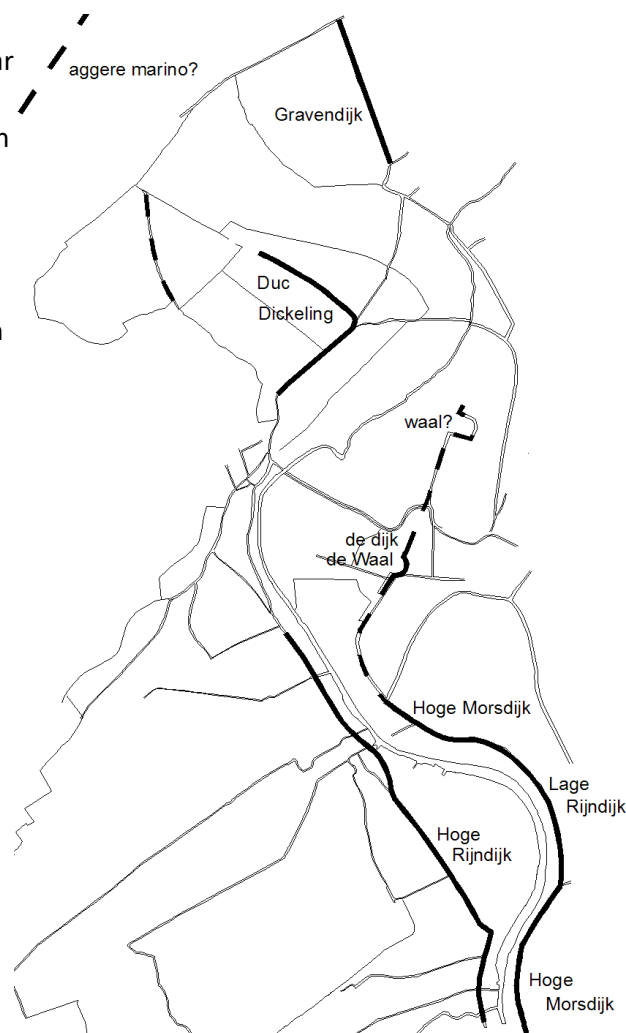 aggere marino?
Gravendijk
Duc
Dickeling
waal?
de dijk
de Waal
Hoge Morsdijk
Lage
Rijndijk
Hoge
Rijndijk
Hoge
Morsdijk